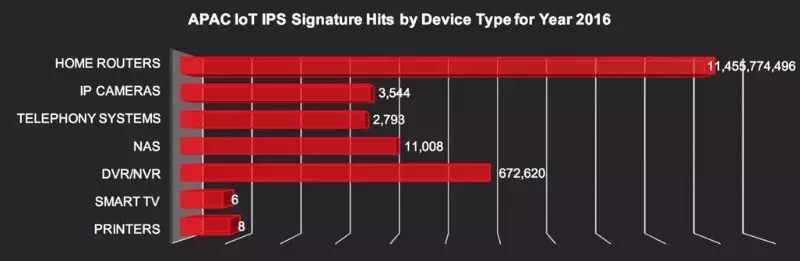 APAC IoT IPS Signature Hits by Device Type for Year 2016
HOME ROUTERS 11,455,774,496
IP CAMERAS 3,544
TELEPHONY SYSTEMS 2,793
NAS 11,008
DVR/NVR 672,620
SMART TV 6
PRINTERS 8